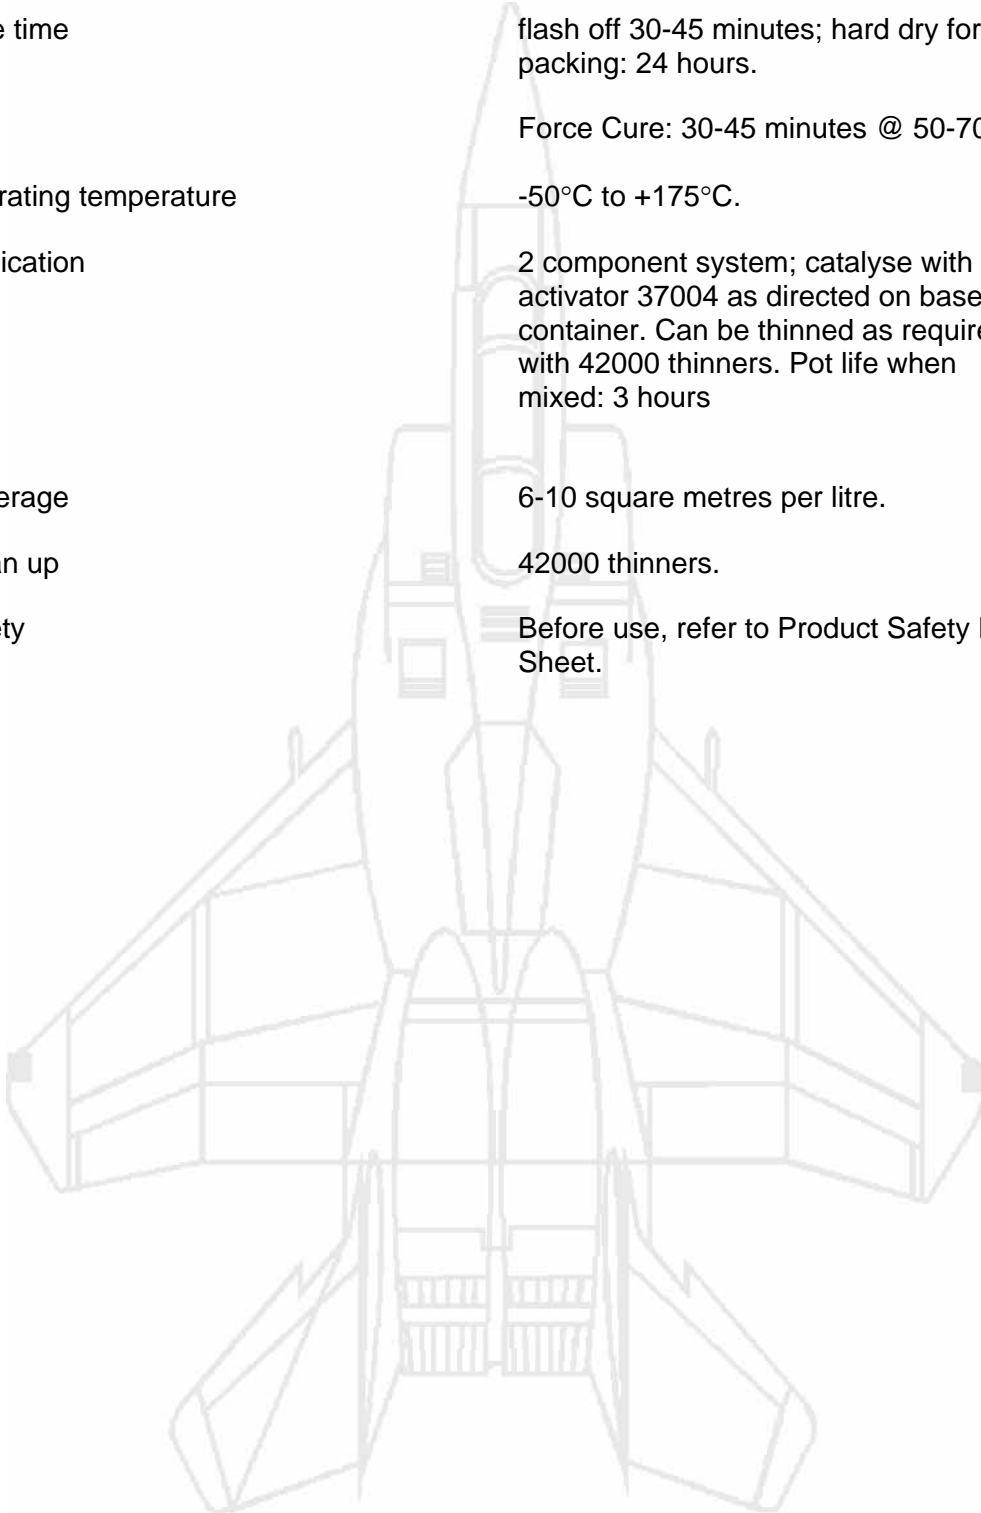 e time flash off 30-45 minutes; hard dry for
packing: 24 hours.
Force Cure: 30-45 minutes @ 50-70
rating temperature -50°C to +175°C.
ication 2 component system; catalyse with
activator 37004 as directed on base
container. Can be thinned as require
with 42000 thinners. Pot life when
mixed: 3 hours
erage 6-10 square metres per litre.
an up 42000 thinners.
ety Before use, refer to Product Safety
Sheet.